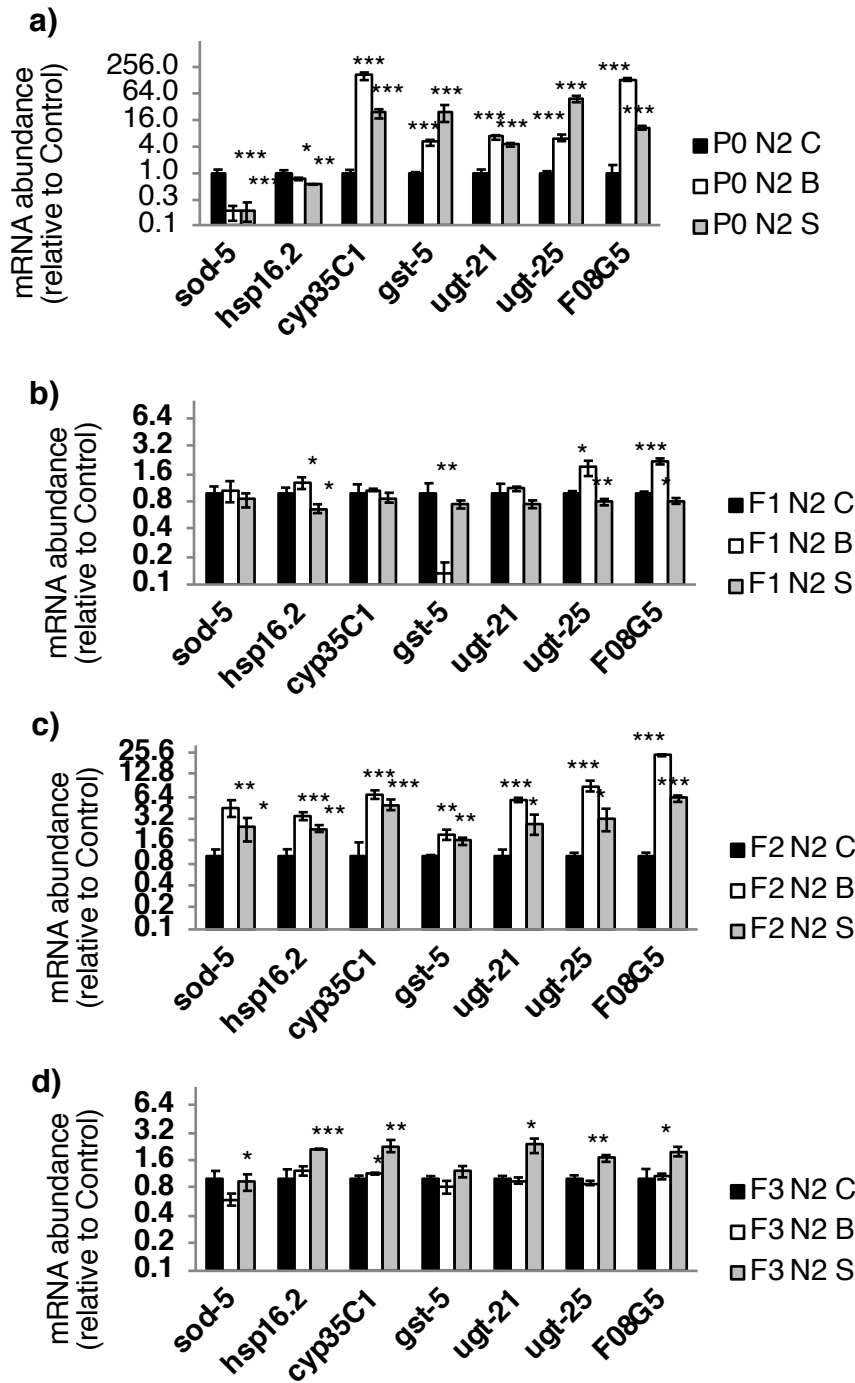 a)
mRNA abundance
(relative to Control)
256.0
64.0
16.0
4.0
1.0
0.3
0.1
***
***
*
**
***
***
***
***
***
***
***
***
***
***
sod-5
hsp16.2
cyp35C1
gst-5
ugt-21
ugt-25
F08G5
P0 N2 C
P0 N2 B
P0 N2 S
b)
mRNA abundance
(relative to Control)
6.4
3.2
1.6
0.8
0.4
0.2
0.1
*
*
**
*
**
***
*
sod-5
hsp16.2
cyp35C1
gst-5
ugt-21
ugt-25
F08G5
F1 N2 C
F1 N2 B
F1 N2 S
c)
mRNA abundance
(relative to Control)
25.6
12.8
6.4
3.2
1.6
0.8
0.4
0.2
0.1
**
*
***
**
***
***
**
**
***
*
***
*
***
***
sod-5
hsp16.2
cyp35C1
gst-5
ugt-21
ugt-25
F08G5
F2 N2 C
F2 N2 B
F2 N2 S
d)
mRNA abundance
(relative to Control)
6.4
3.2
1.6
0.8
0.4
0.2
0.1
*
***
*
**
*
**
*
sod-5
hsp16.2
cyp35C1
gst-5
ugt-21
ugt-25
F08G5
F3 N2 C
F3 N2 B
F3 N2 S